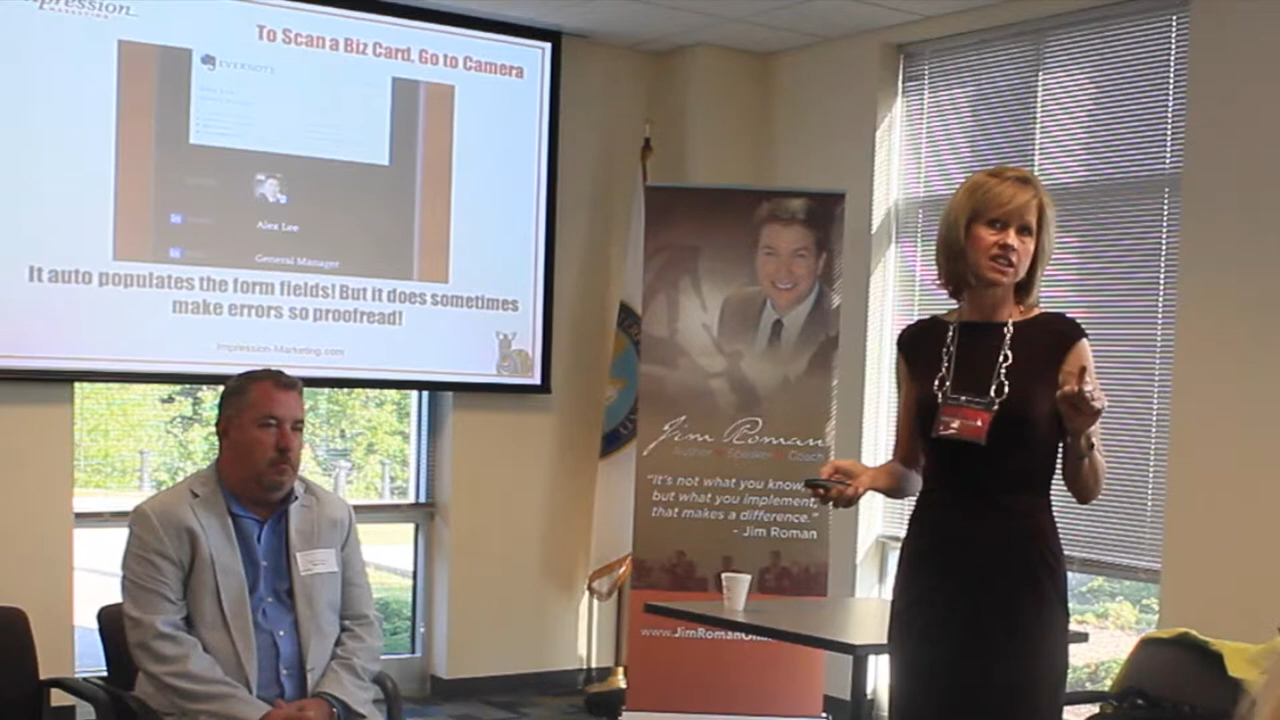 mpression
MARKETING
To Scan a Biz Card, Go to Camera
EVERNOTE
Alex Lee
General Manager
It auto populates the form fields! But it does sometimes
make errors so proofread!
Impression-Marketing.com
Jim Roman
Author Speaker Coach
"It's not what you know,
but what you implement,
that makes a difference."
- Jim Roman
www.JimRomanOn